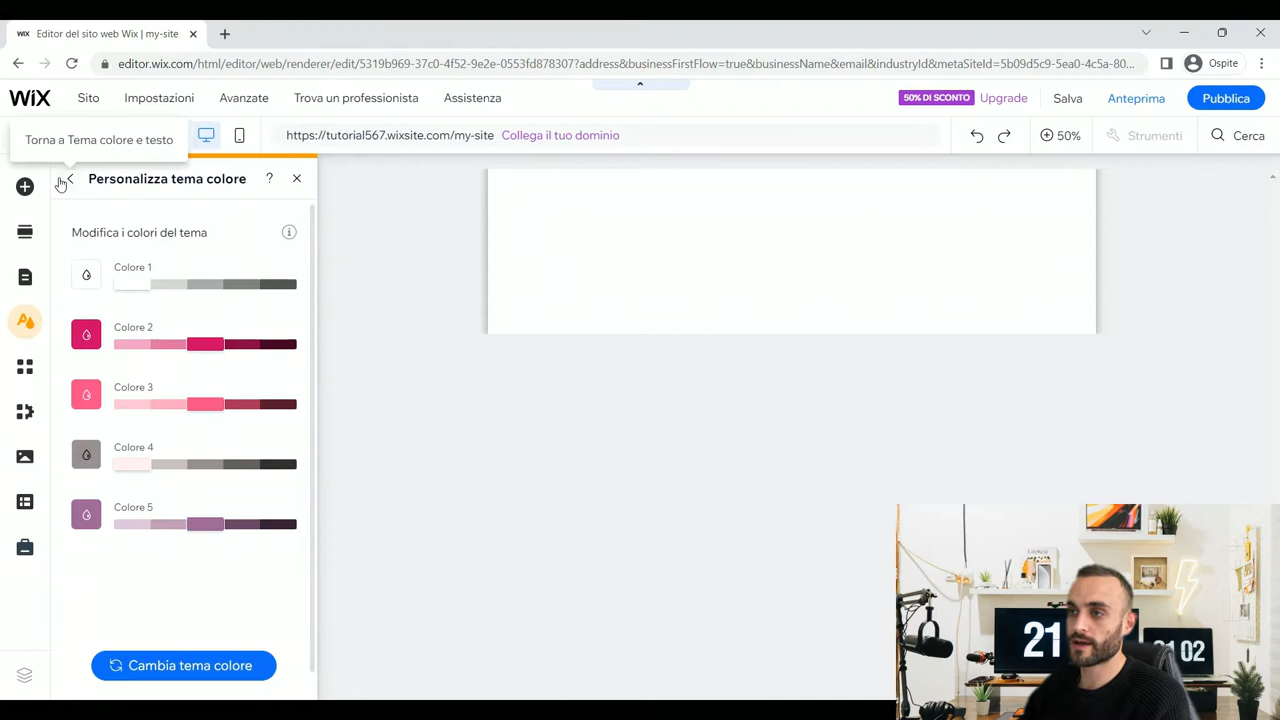 WiX Editor del sito web Wix | my-site
editor.wix.com/html/editor/web/renderer/edit/5319b969-37c0-4f52-9e2e-0553fd878307?address&businessFirstFlow=true&businessName&email&industryId&metaSiteId=5b09d5c9-5ea0-4c5a-80... Ospite
WiX Sito Impostazioni Avanzate Trova un professionista Assistenza 50% DI SCONTO Upgrade Salva Anteprima Pubblica
Torna a Tema colore e testo https://tutorial567.wixsite.com/my-site Collega il tuo dominio 50% Strumenti Cerca
Personalizza tema colore ?
Modifica i colori del tema
Colore 1
Colore 2
Colore 3
Colore 4
Colore 5
Cambia tema colore
21
21 02